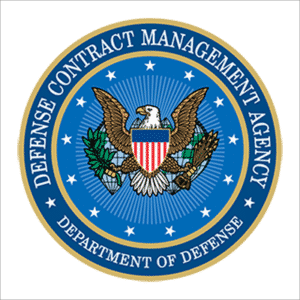 DEFENSE CONTRACT MANAGEMENT AGENCY
DEPARTMENT OF DEFENSE